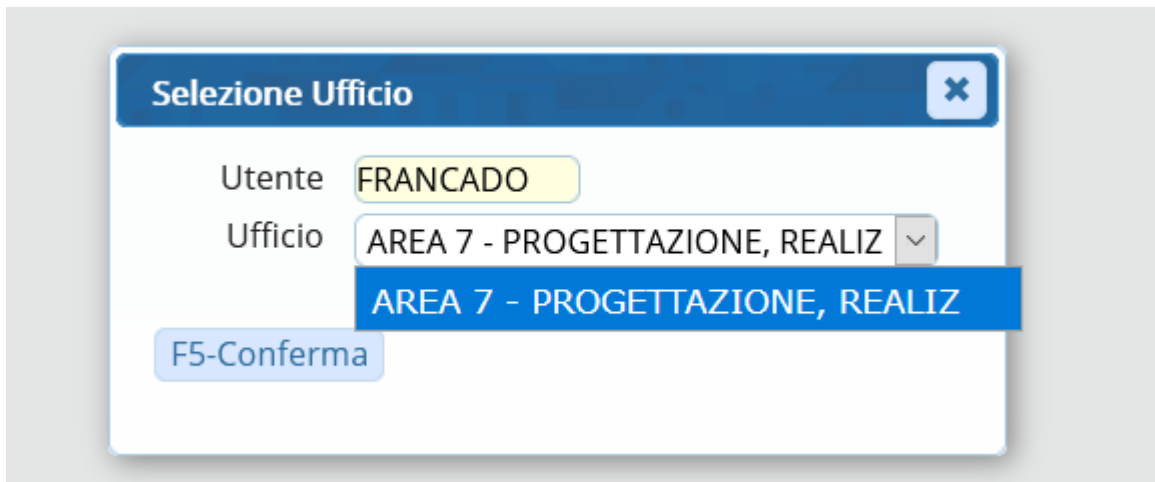 Selezione Ufficio
Utente FRANCADO
Ufficio AREA 7 - PROGETTAZIONE, REALIZ
AREA 7 - PROGETTAZIONE, REALIZ
F5-Conferma